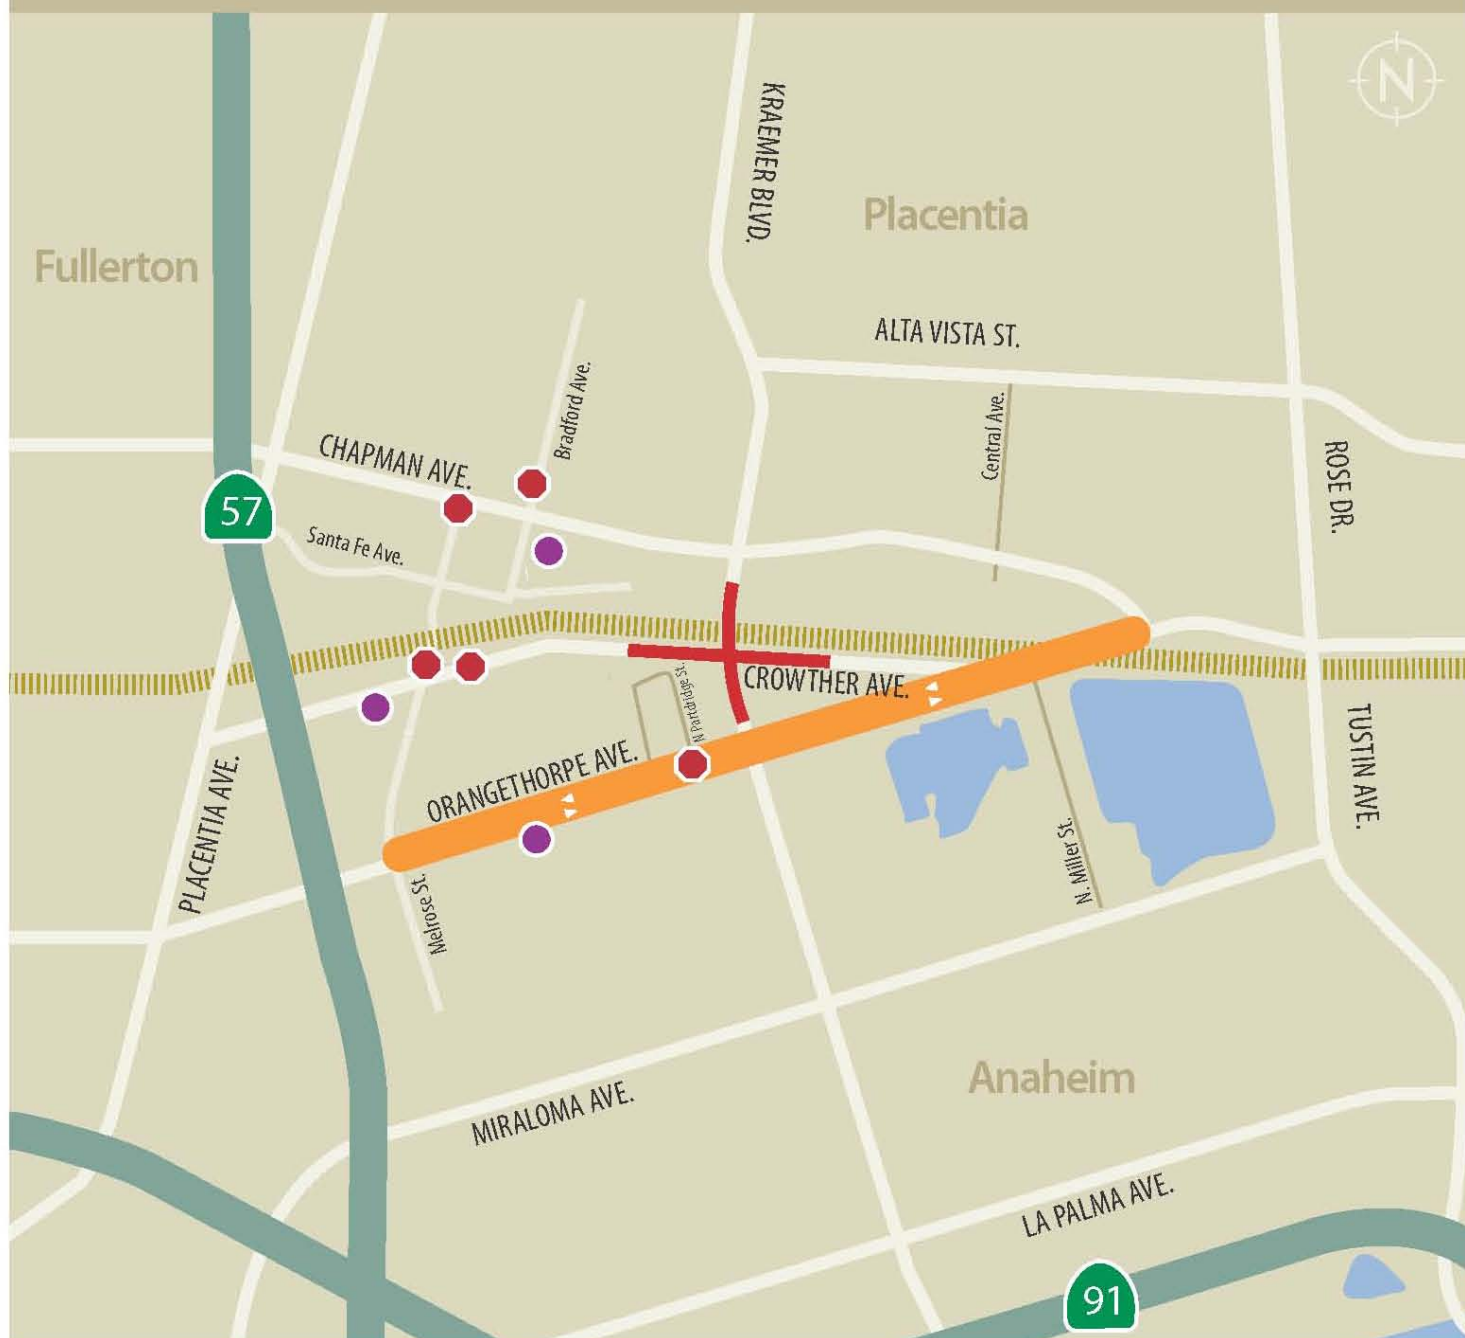 N
KRAEMER BLVD.
Placentia
Fullerton
ALTA VISTA ST.
Bradford Ave.
Central Ave.
CHAPMAN AVE.
ROSE DR.
57
Santa Fe Ave.
N Partdridge St.
CROWTHER AVE.
ORANGETHORPE AVE.
TUSTIN AVE.
PLACENTIA AVE.
N. Miller St.
Melrose St.
Anaheim
MIRALOMA AVE.
LA PALMA AVE.
91